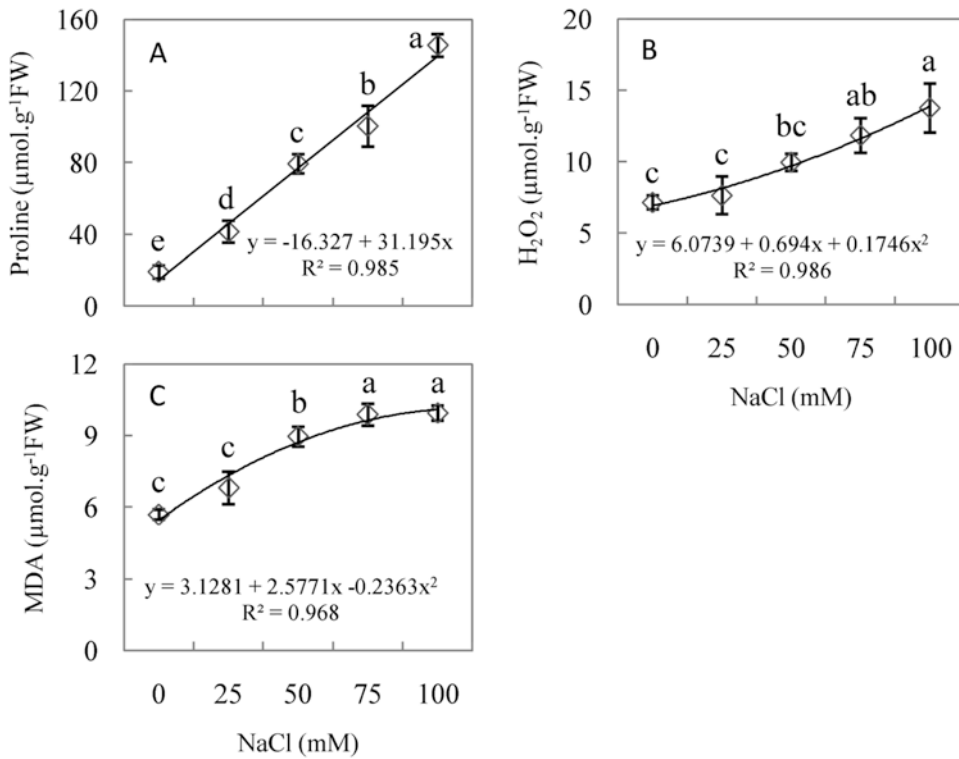 A
Proline (µmol.g⁻¹FW)
160
120
80
40
0
a
b
c
d
e
y = -16.327 + 31.195x
R² = 0.985
B
H₂O₂ (µmol.g⁻¹FW)
20
15
10
5
0
a
ab
bc
c
c
y = 6.0739 + 0.694x + 0.1746x²
R² = 0.986
0 25 50 75 100
NaCl (mM)
C
MDA (µmol.g⁻¹FW)
12
9
6
3
0
c
c
b
a
a
y = 3.1281 + 2.5771x -0.2363x²
R² = 0.968
0 25 50 75 100
NaCl (mM)